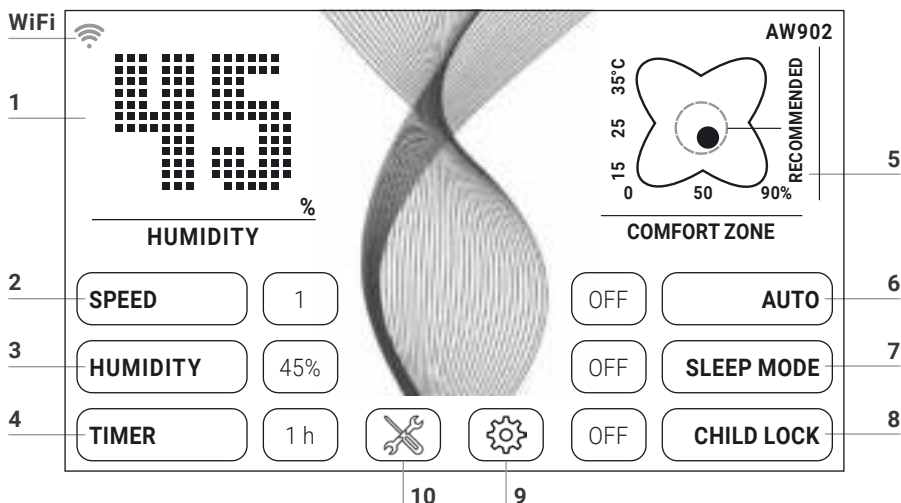 WiFi
AW902
45
%
HUMIDITY
1
35°C
25
15
0 50 90%
RECOMMENDED
COMFORT ZONE
5
2
SPEED 1
OFF AUTO
6
3
HUMIDITY 45%
OFF SLEEP MODE
7
4
TIMER 1 h
OFF CHILD LOCK
8
10 9